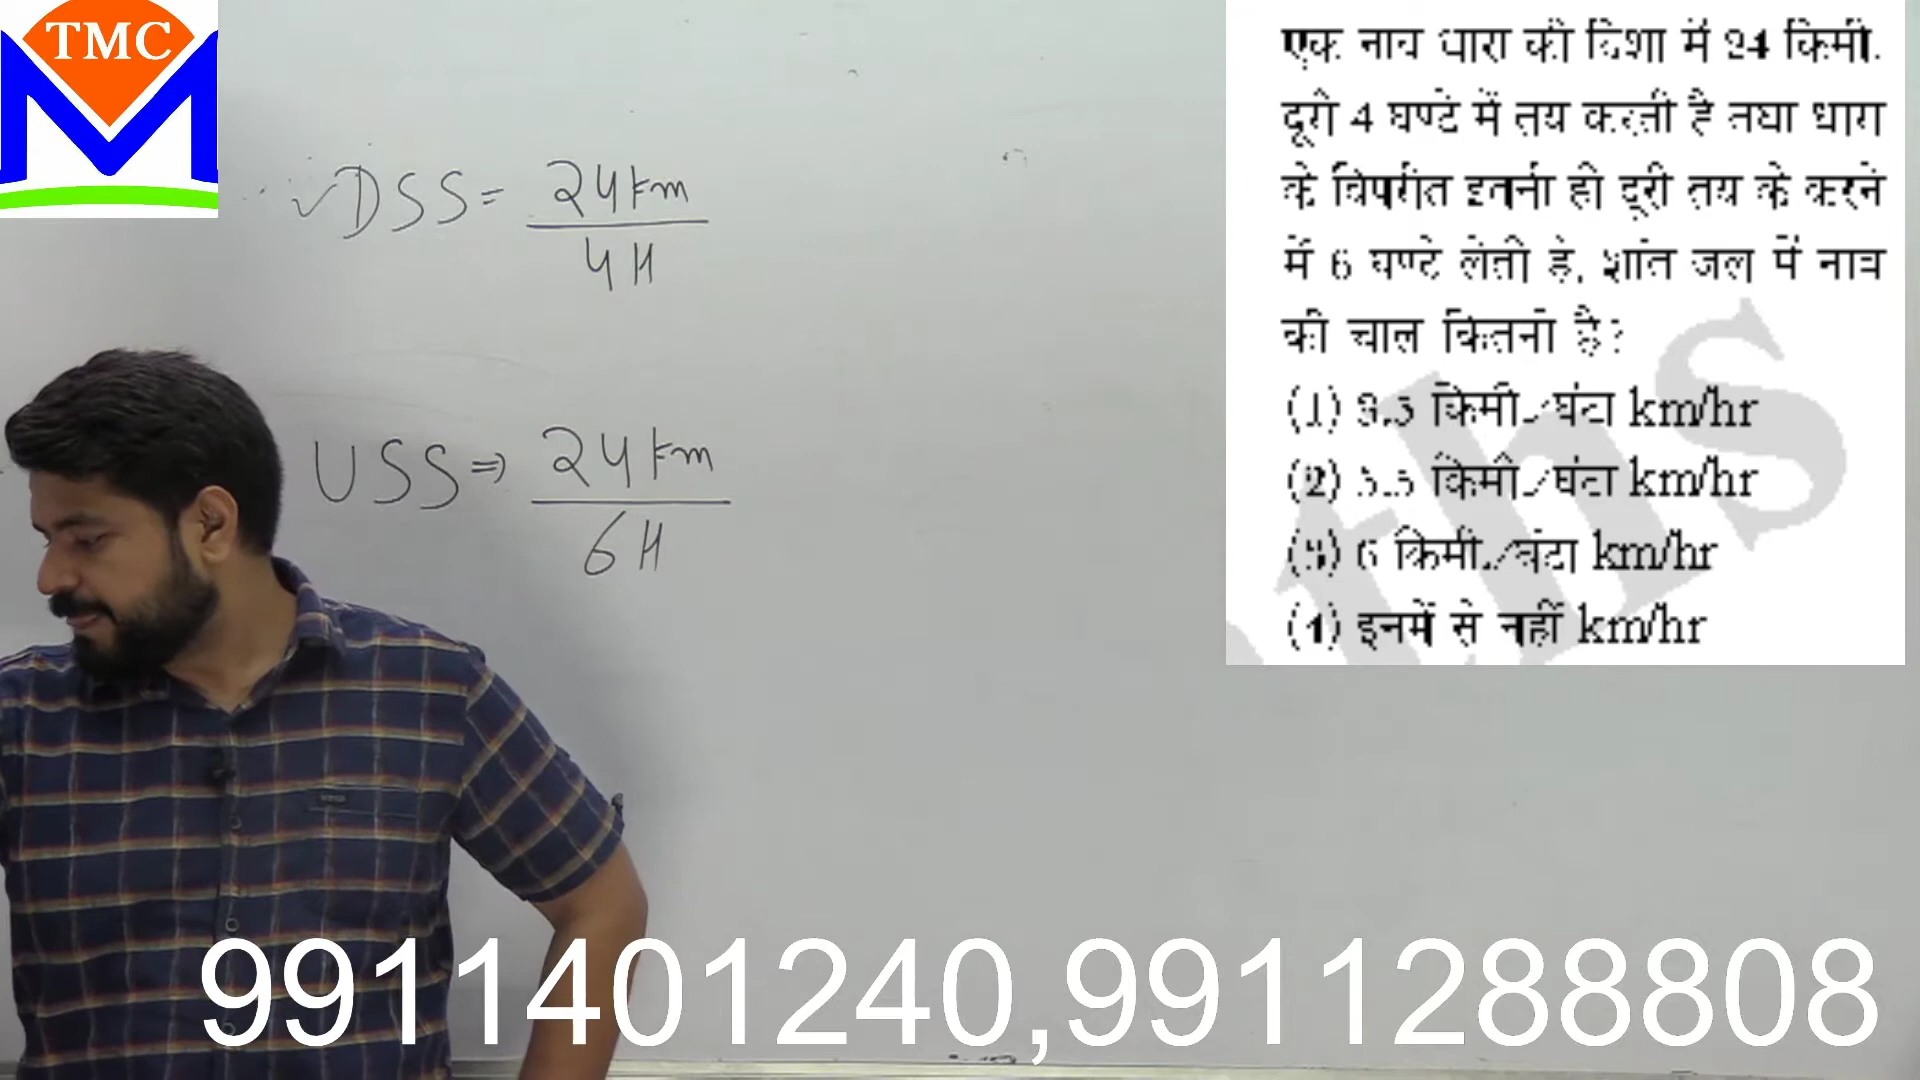 TMC
DSS = 24 km
4 H
USS ⇒ 24 km
6 H
एक नाव धारा की दिशा में 24 किमी.
दूरी 4 घण्टे में तय करती है तथा धारा
के विपरीत इतनी ही दूरी तय के करने
में 6 घण्टे लेती है, शांत जल में नाव
की चाल कितनी है?
(1) किमी./घंटा km/hr
(2) 5.5 किमी./घंटा km/hr
(3) 6 किमी./घंटा km/hr
(4) इनमें से नहीं km/hr
ths
9911401240,9911288808